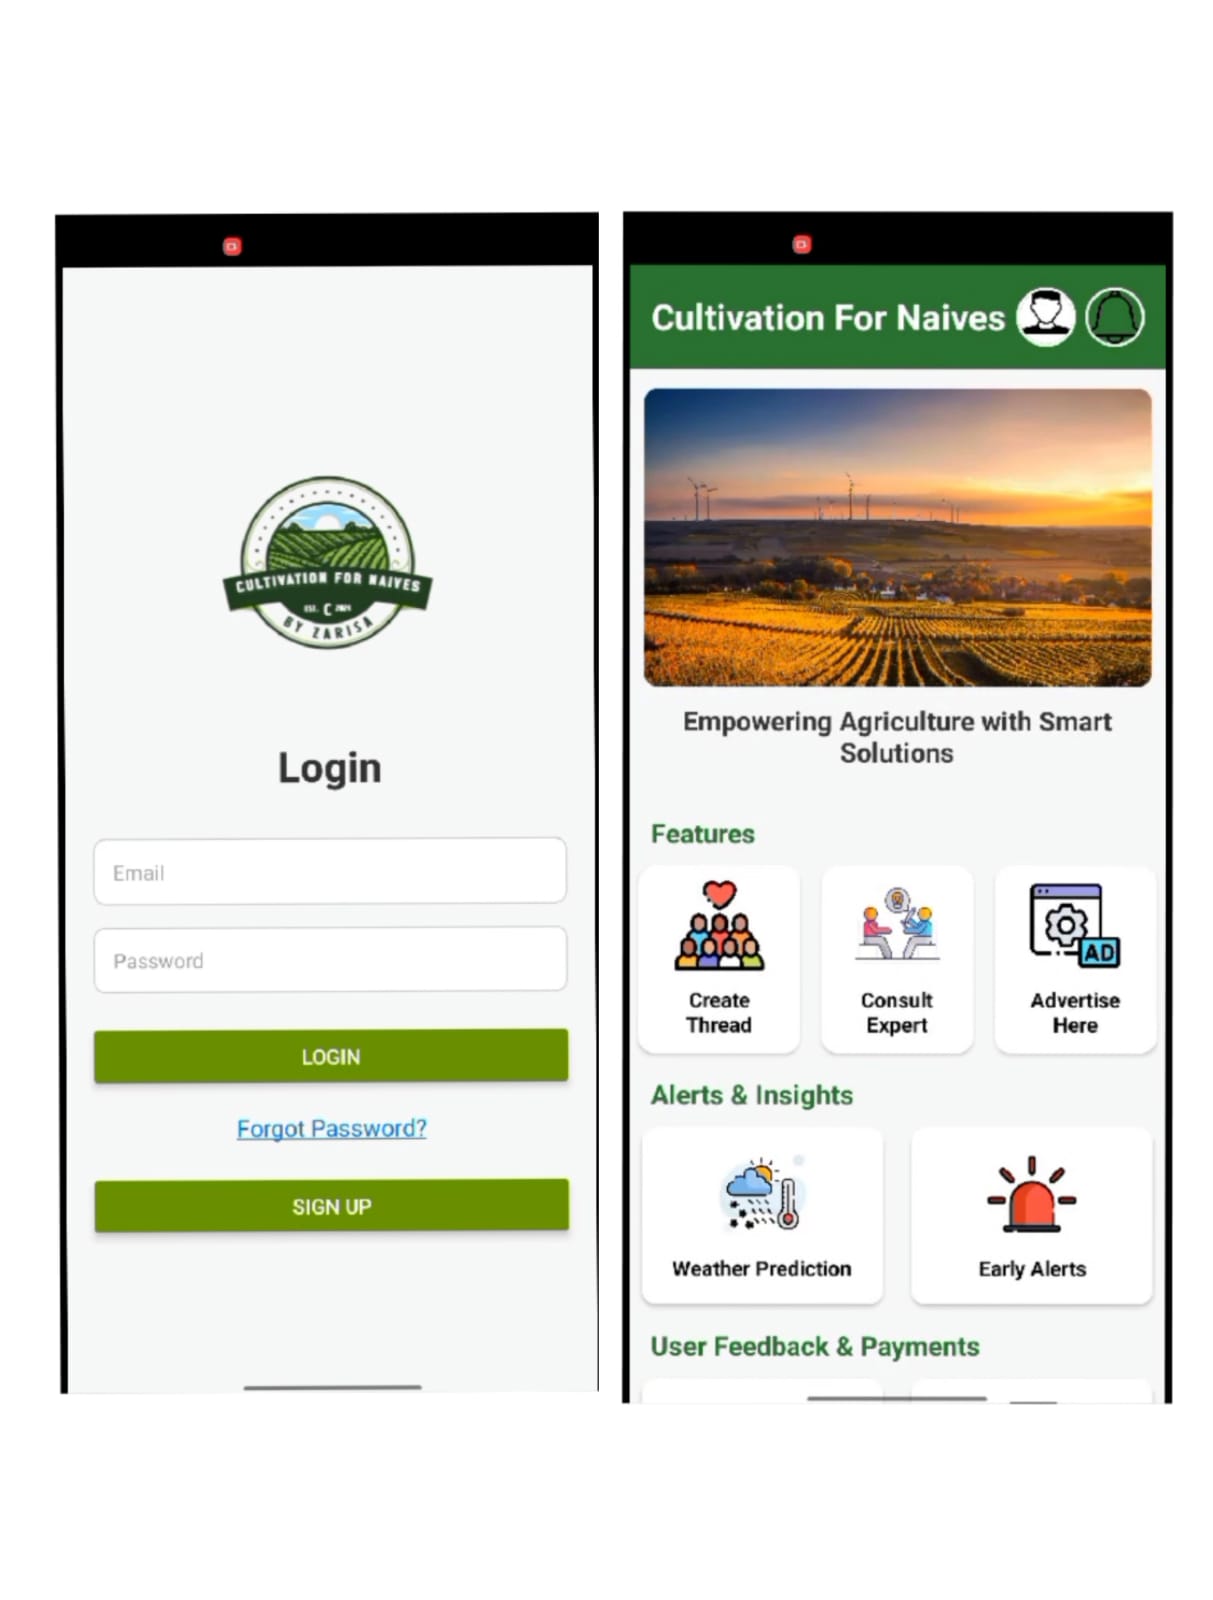 CULTIVATION FOR NAIVES
EST. C 2024
BY ZARISA
Login
Email
Password
LOGIN
Forgot Password?
SIGN UP
Cultivation For Naives
Empowering Agriculture with Smart
Solutions
Features
Create
Thread
Consult
Expert
AD
Advertise
Here
Alerts & Insights
Weather Prediction
Early Alerts
User Feedback & Payments